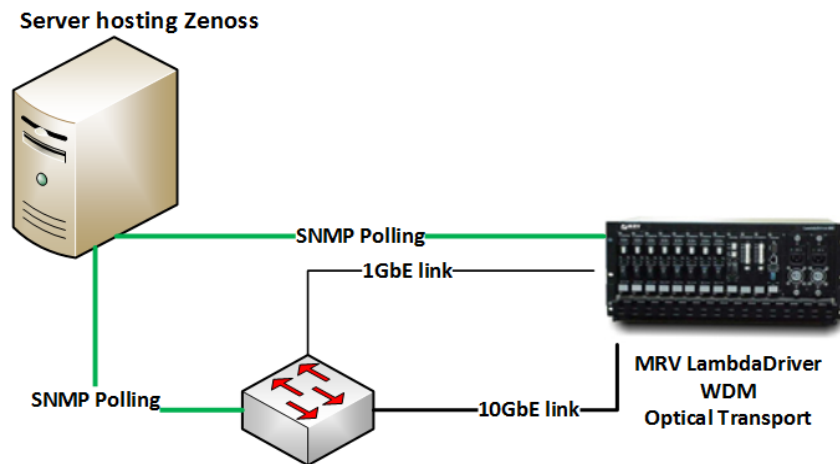 Server hosting Zenoss
SNMP Polling
1GbE link
MRV LambdaDriver
WDM
Optical Transport
SNMP Polling
10GbE link